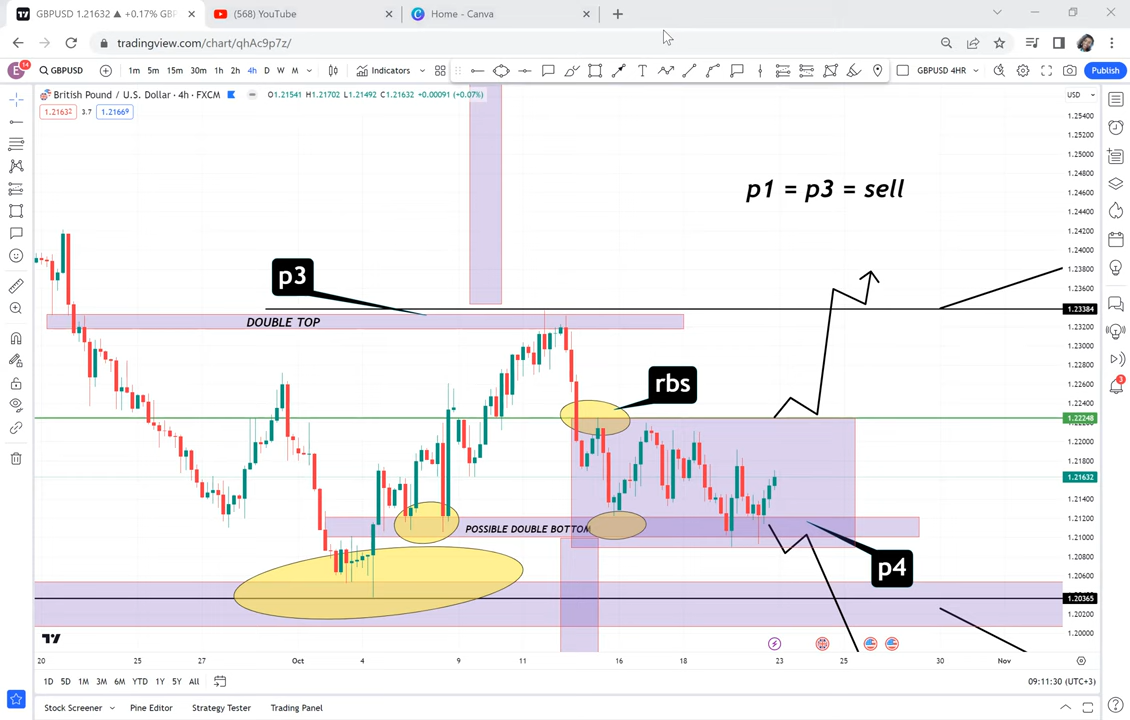 GBPUSD 1.21632 ▲ +0.17% GBPUS
(568) YouTube
Home - Canva
tradingview.com/chart/qhAc9p7z/
E 14
GBPUSD 1m 5m 15m 30m 1h 2h 4h D W M Indicators GBPUSD 4HR Publish
British Pound / U.S. Dollar · 4h · FXCM O1.21541 H1.21702 L1.21492 C1.21632 +0.00091 (+0.07%)
USD
1.21632 3.7 1.21669
1.25400
1.25200
1.25000
1.24800
1.24600
1.24400
1.24200
1.24000
1.23800
1.23600
1.23384
1.23200
1.23000
1.22800
1.22600
1.22400
1.22248
1.22000
1.21800
1.21632
1.21400
1.21200
1.21000
1.20800
1.20600
1.20365
1.20200
1.20000
p1 = p3 = sell
p3
DOUBLE TOP
rbs
POSSIBLE DOUBLE BOTTOM
p4
3
20 25 27 Oct 4 9 11 16 18 23 25 30 Nov
1D 5D 1M 3M 6M YTD 1Y 5Y All
09:11:30 (UTC+3)
Stock Screener Pine Editor Strategy Tester Trading Panel